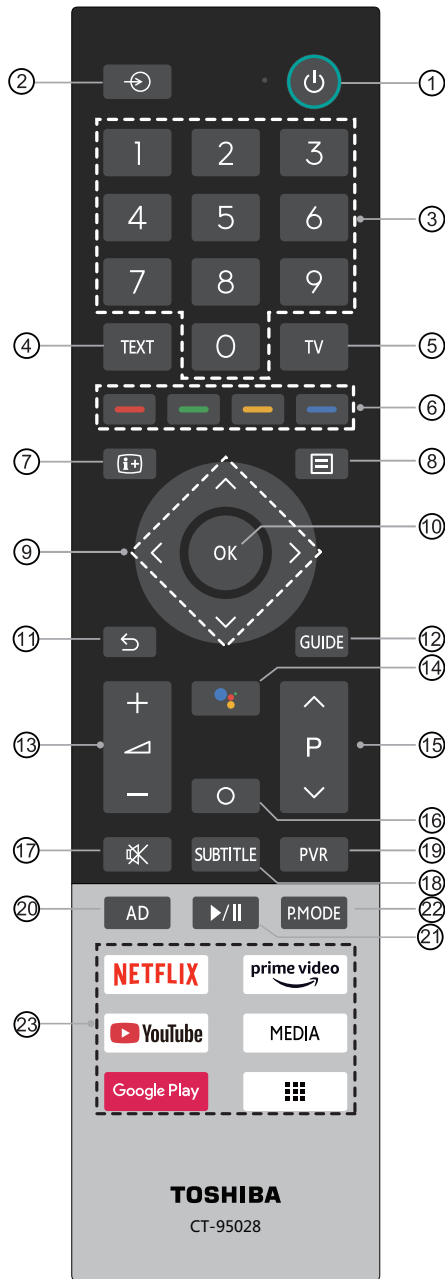 ② ①
1 2 3
③
4 5 6
7 8 9
④ TEXT 0 TV ⑤
⑥
⑦ i+ ⑧
⑨ OK ⑩
⑪ GUIDE ⑫
⑭
⑬ + P ⑮
−
⑯
⑰ SUBTITLE PVR ⑲
⑱
⑳ AD P.MODE ㉒
㉑
NETFLIX prime video
㉓ YouTube MEDIA
Google Play
TOSHIBA
CT-95028